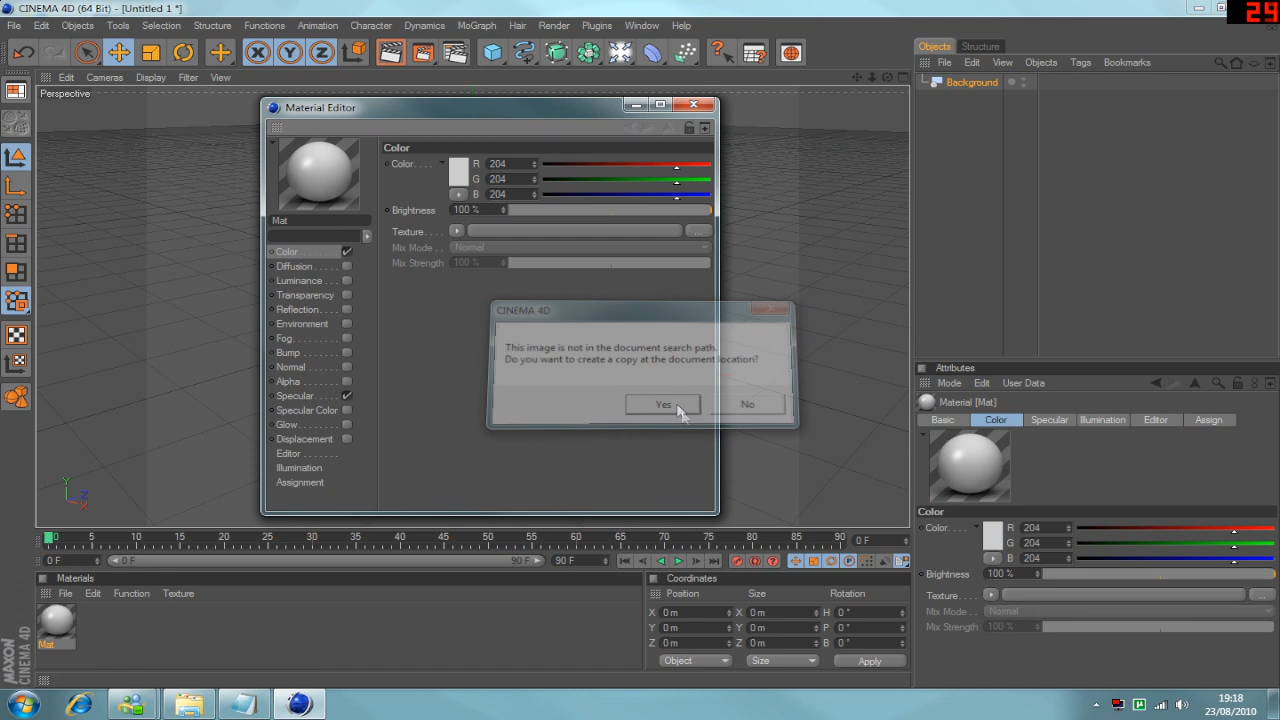 CINEMA 4D (64 Bit) - [Untitled 1 *]
29
File Edit Objects Tools Selection Structure Functions Animation Character Dynamics MoGraph Hair Render Plugins Window Help
X Y Z
Objects Structure
Edit Cameras Display Filter View
File Edit View Objects Tags Bookmarks
Perspective
Background
Material Editor
Color
Color. . . . R 204
G 204
B 204
Brightness 100 %
Mat
Texture. . . . ...
Mix Mode . . Normal
Mix Strength 100 %
Color. . . . . .
Diffusion . . . . .
Luminance. . . .
Transparency
Reflection. . . .
Environment
Fog. . . . . . . .
Bump . . . . . .
Normal . . . . .
Alpha . . . . . .
Specular. . . . .
Specular Color
Glow. . . . . . .
Displacement
Editor . . . . . .
Illumination
Assignment
CINEMA 4D
This image is not in the document search path.
Do you want to create a copy at the document location?
Yes No
Y Z X
Attributes
Mode Edit User Data
Material [Mat]
Basic Color Specular Illumination Editor Assign
Color
Color. . . . R 204
G 204
B 204
Brightness 100 %
Texture. . . . ...
Mix Mode . . Normal
Mix Strength 100 %
0 5 10 15 20 25 30 35 40 45 50 55 60 65 70 75 80 85 90 0 F
0 F 0 F 90 F 90 F
Materials
File Edit Function Texture
Mat
Coordinates
Position Size Rotation
X 0 m X 0 m H 0 °
Y 0 m Y 0 m P 0 °
Z 0 m Z 0 m B 0 °
Object Size Apply
MAXON
CINEMA 4D
19:18
23/08/2010